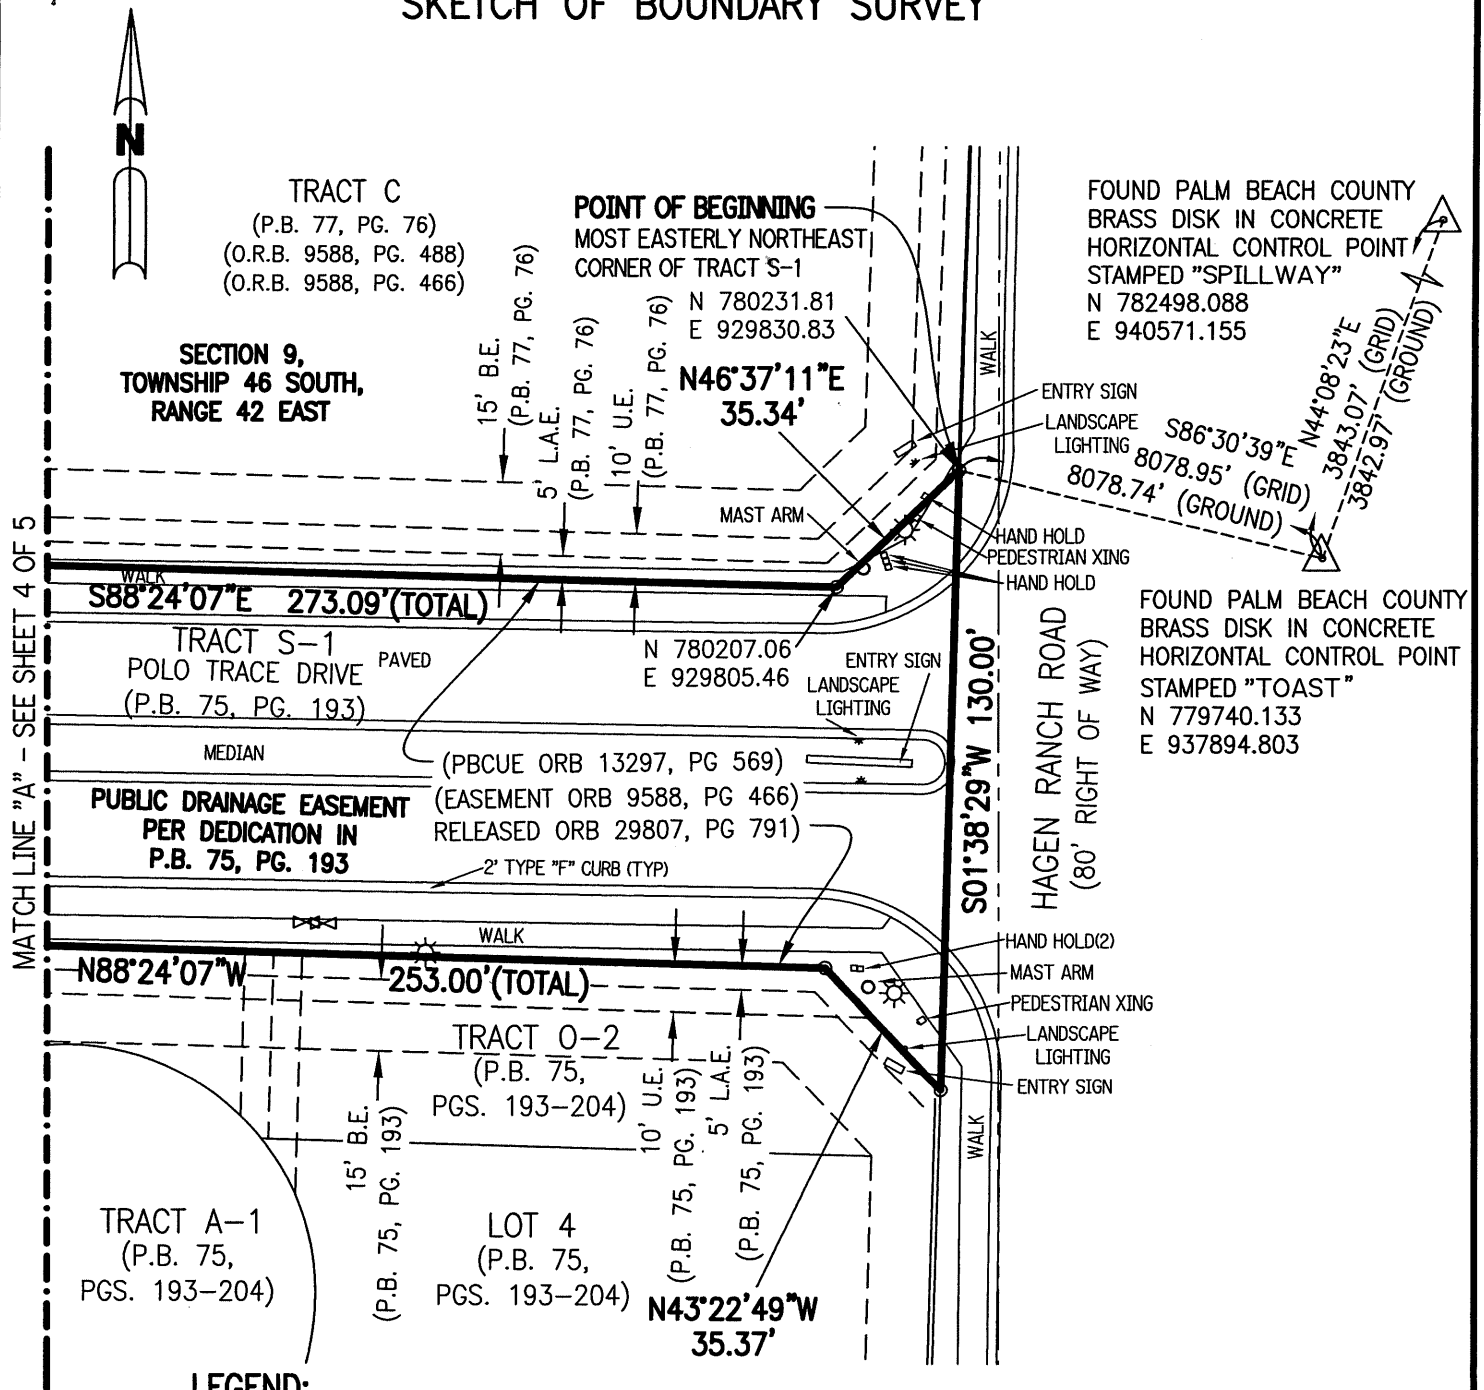 SKETCH OF BOUNDARY SURVEY
N
TRACT C
(P.B. 77, PG. 76)
(O.R.B. 9588, PG. 488)
(O.R.B. 9588, PG. 466)
SECTION 9,
TOWNSHIP 46 SOUTH,
RANGE 42 EAST
POINT OF BEGINNING
MOST EASTERLY NORTHEAST
CORNER OF TRACT S-1
N 780231.81
E 929830.83
N46°37'11"E
35.34'
15' B.E.
(P.B. 77, PG. 76)
5' L.A.E.
(P.B. 77, PG. 76)
10' U.E.
(P.B. 77, PG. 76)
WALK
FOUND PALM BEACH COUNTY
BRASS DISK IN CONCRETE
HORIZONTAL CONTROL POINT
STAMPED "SPILLWAY"
N 782498.088
E 940571.155
N44°08'23"E
3843.07' (GRID)
3842.97' (GROUND)
S86°30'39"E
8078.95' (GRID)
8078.74' (GROUND)
ENTRY SIGN
LANDSCAPE
LIGHTING
MAST ARM
HAND HOLD
PEDESTRIAN XING
HAND HOLD
FOUND PALM BEACH COUNTY
BRASS DISK IN CONCRETE
HORIZONTAL CONTROL POINT
STAMPED "TOAST"
N 779740.133
E 937894.803
MATCH LINE "A" - SEE SHEET 4 OF 5
WALK
S88°24'07"E 273.09'(TOTAL)
TRACT S-1
POLO TRACE DRIVE
(P.B. 75, PG. 193)
PAVED
N 780207.06
E 929805.46
ENTRY SIGN
LANDSCAPE
LIGHTING
S01°38'29"W 130.00'
HAGEN RANCH ROAD
(80' RIGHT OF WAY)
MEDIAN
(PBCUE ORB 13297, PG 569)
(EASEMENT ORB 9588, PG 466)
RELEASED ORB 29807, PG 791)
PUBLIC DRAINAGE EASEMENT
PER DEDICATION IN
P.B. 75, PG. 193
2' TYPE "F" CURB (TYP)
WALK
N88°24'07"W 253.00'(TOTAL)
HAND HOLD(2)
MAST ARM
PEDESTRIAN XING
LANDSCAPE
LIGHTING
ENTRY SIGN
WALK
TRACT O-2
(P.B. 75,
PGS. 193-204)
15' B.E.
(P.B. 75, PG. 193)
10' U.E.
(P.B. 75, PG. 193)
5' L.A.E.
(P.B. 75, PG. 193)
TRACT A-1
(P.B. 75,
PGS. 193-204)
LOT 4
(P.B. 75,
PGS. 193-204)
N43°22'49"W
35.37'
LEGEND: